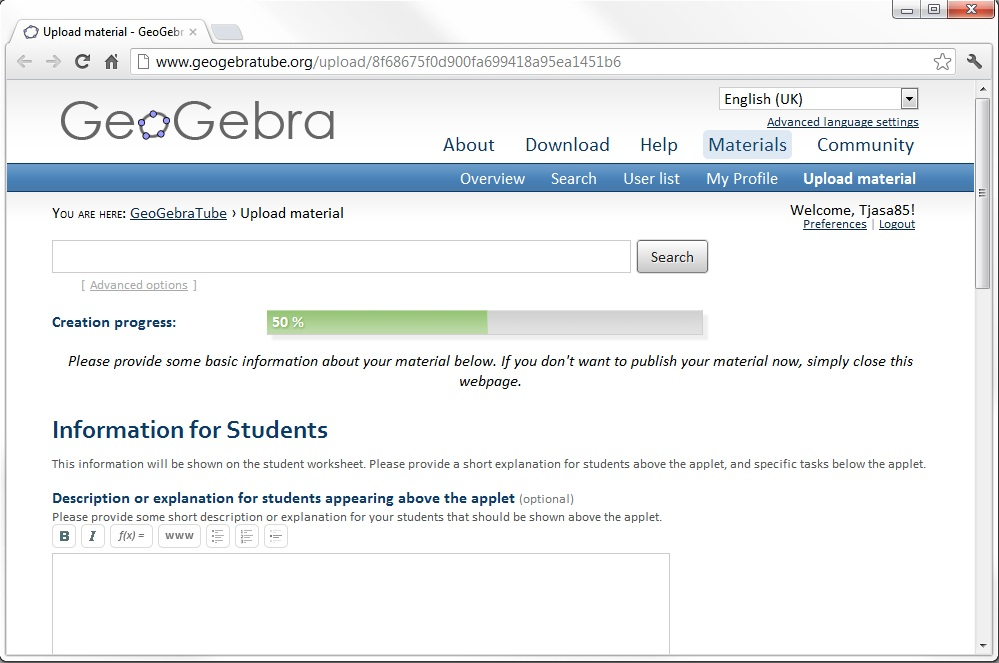 Upload material - GeoGebr
www.geogebratube.org/upload/8f68675f0d900fa699418a95ea1451b6
GeoGebra
English (UK)
Advanced language settings
About Download Help Materials Community
Overview Search User list My Profile Upload material
You are here: GeoGebraTube › Upload material
Welcome, Tjasa85!
Preferences | Logout
Search
[ Advanced options ]
Creation progress: 50 %
Please provide some basic information about your material below. If you don't want to publish your material now, simply close this
webpage.
Information for Students
This information will be shown on the student worksheet. Please provide a short explanation for students above the applet, and specific tasks below the applet.
Description or explanation for students appearing above the applet (optional)
Please provide some short description or explanation for your students that should be shown above the applet.
B I f(x) = www